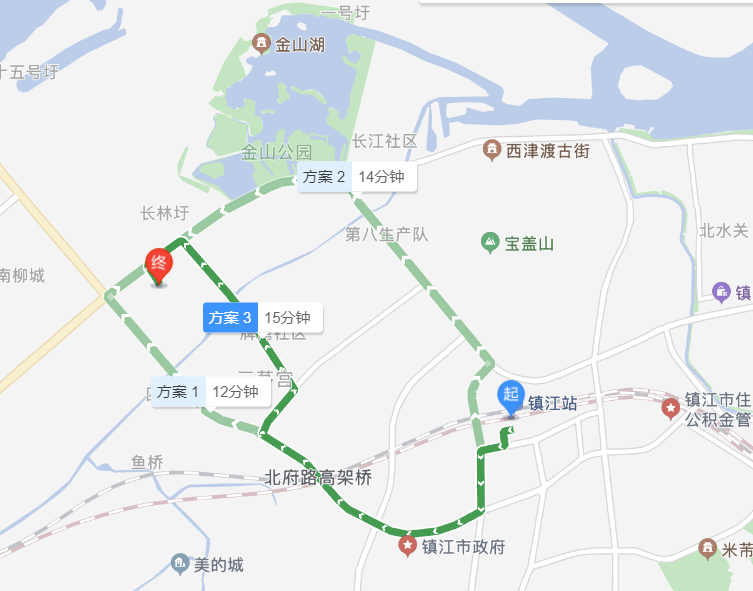 一号圩
金山湖
十五号圩
长江社区
金山公园
西津渡古街
方案 2 14分钟
长林圩
第八生产队
北水关
宝盖山
南柳城
终
镇
方案 3 15分钟
方案 1 12分钟
起
镇江站
镇江市住
公积金管
鱼桥
北府路高架桥
镇江市政府
米芾
美的城